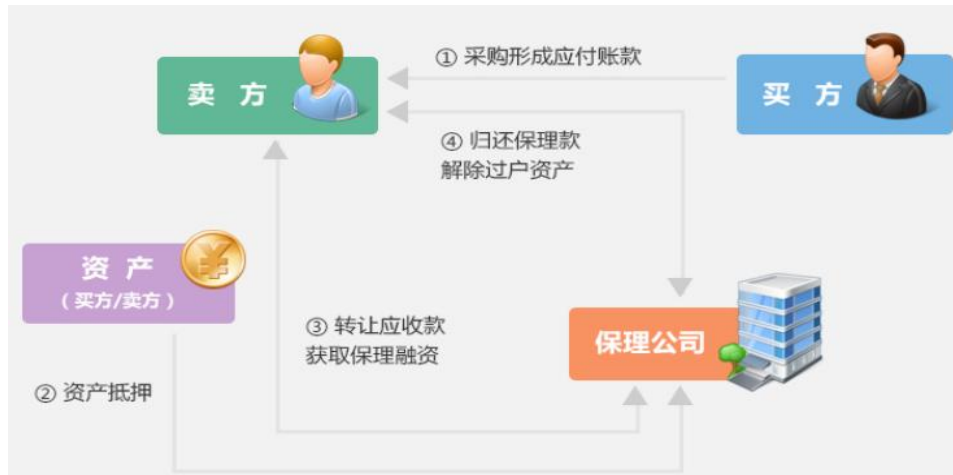 ① 采购形成应付账款
卖 方
买 方
④ 归还保理款
解除过户资产
资 产
(买方/卖方)
③ 转让应收款
获取保理融资
保理公司
② 资产抵押